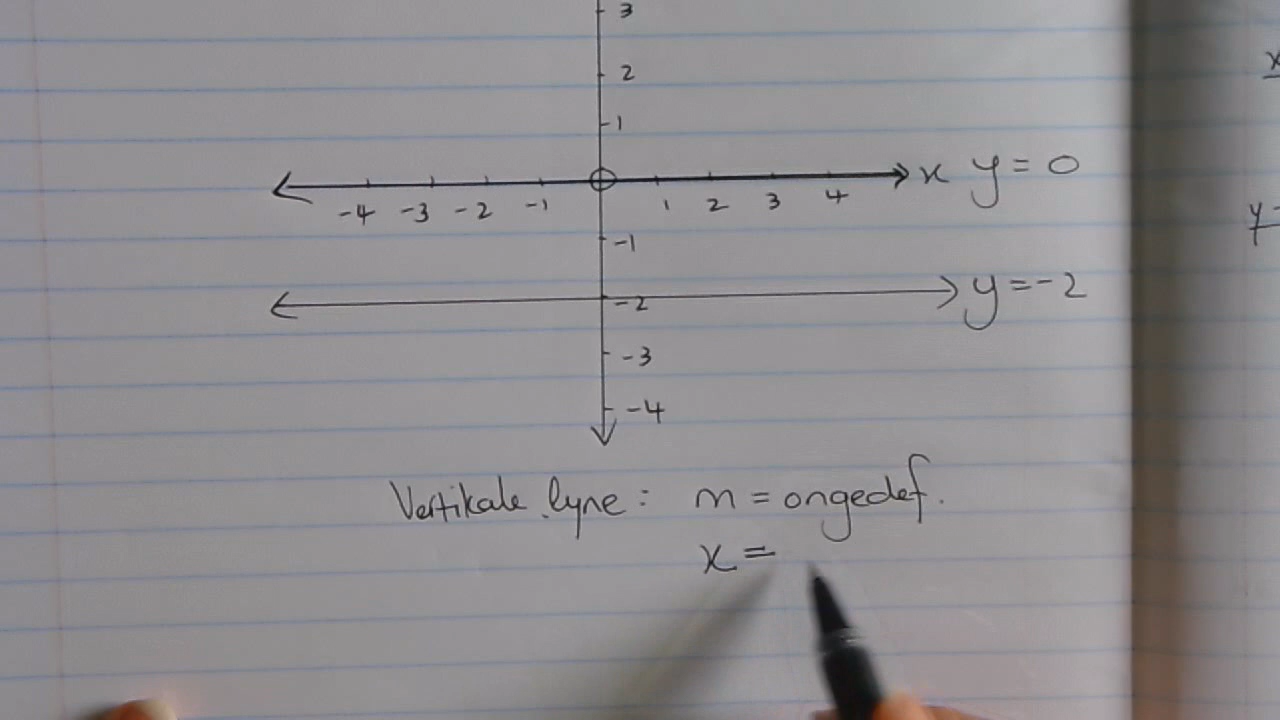 3
2
1
x y = 0
-4 -3 -2 -1 1 2 3 4
-1
y = -2
-2
-3
-4
Vertikale lyne: m = ongedef.
x =
x
y -